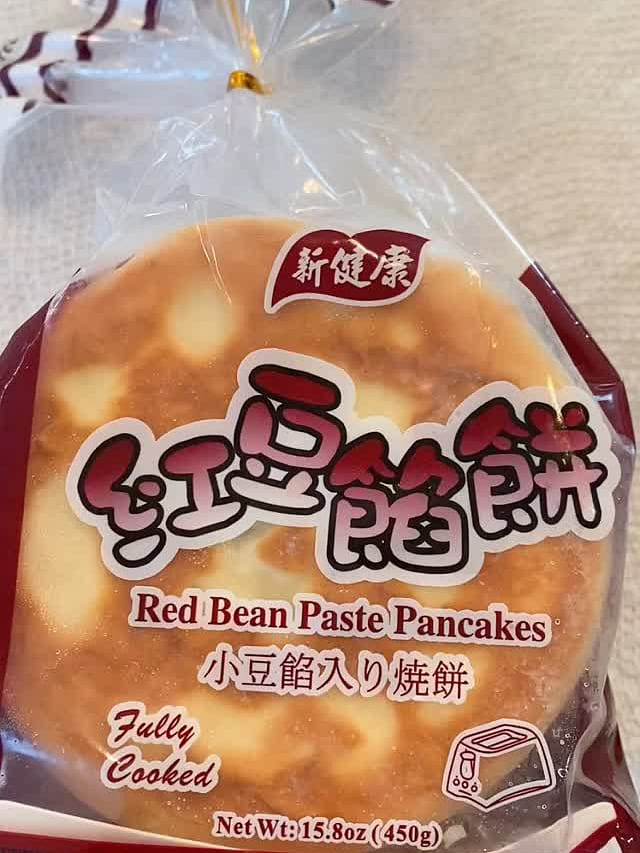 新健康
紅豆餡餅
Red Bean Paste Pancakes
小豆餡入り焼餅
Fully
Cooked
Net Wt: 15.8oz (450g)